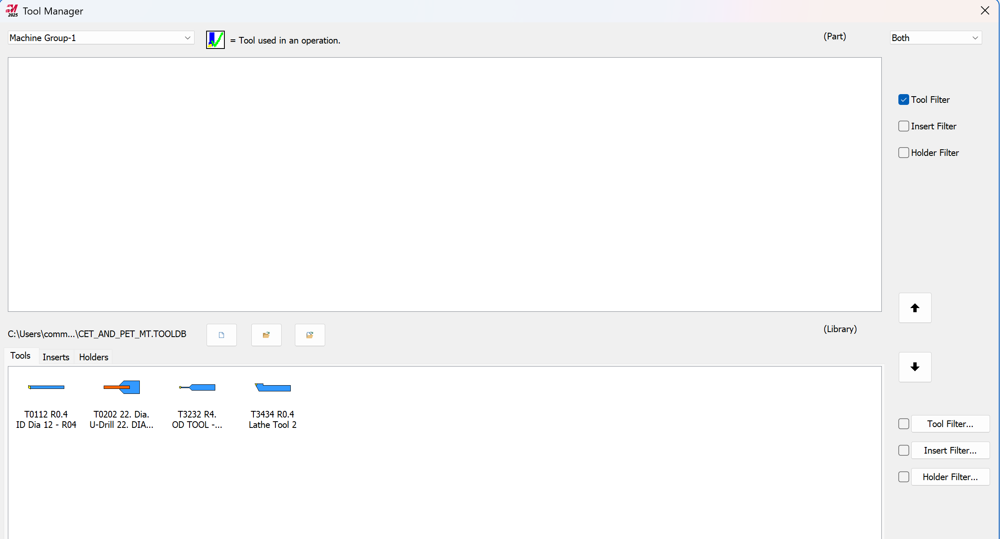 2025
Tool Manager
Machine Group-1
= Tool used in an operation.
(Part)
Both
Tool Filter
Insert Filter
Holder Filter
C:\Users\comm...\CET_AND_PET_MT.TOOLDB
(Library)
Tools
Inserts
Holders
T0112 R0.4
ID Dia 12 - R04
T0202 22. Dia.
U-Drill 22. DIA...
T3232 R4.
OD TOOL -...
T3434 R0.4
Lathe Tool 2
Tool Filter...
Insert Filter...
Holder Filter...